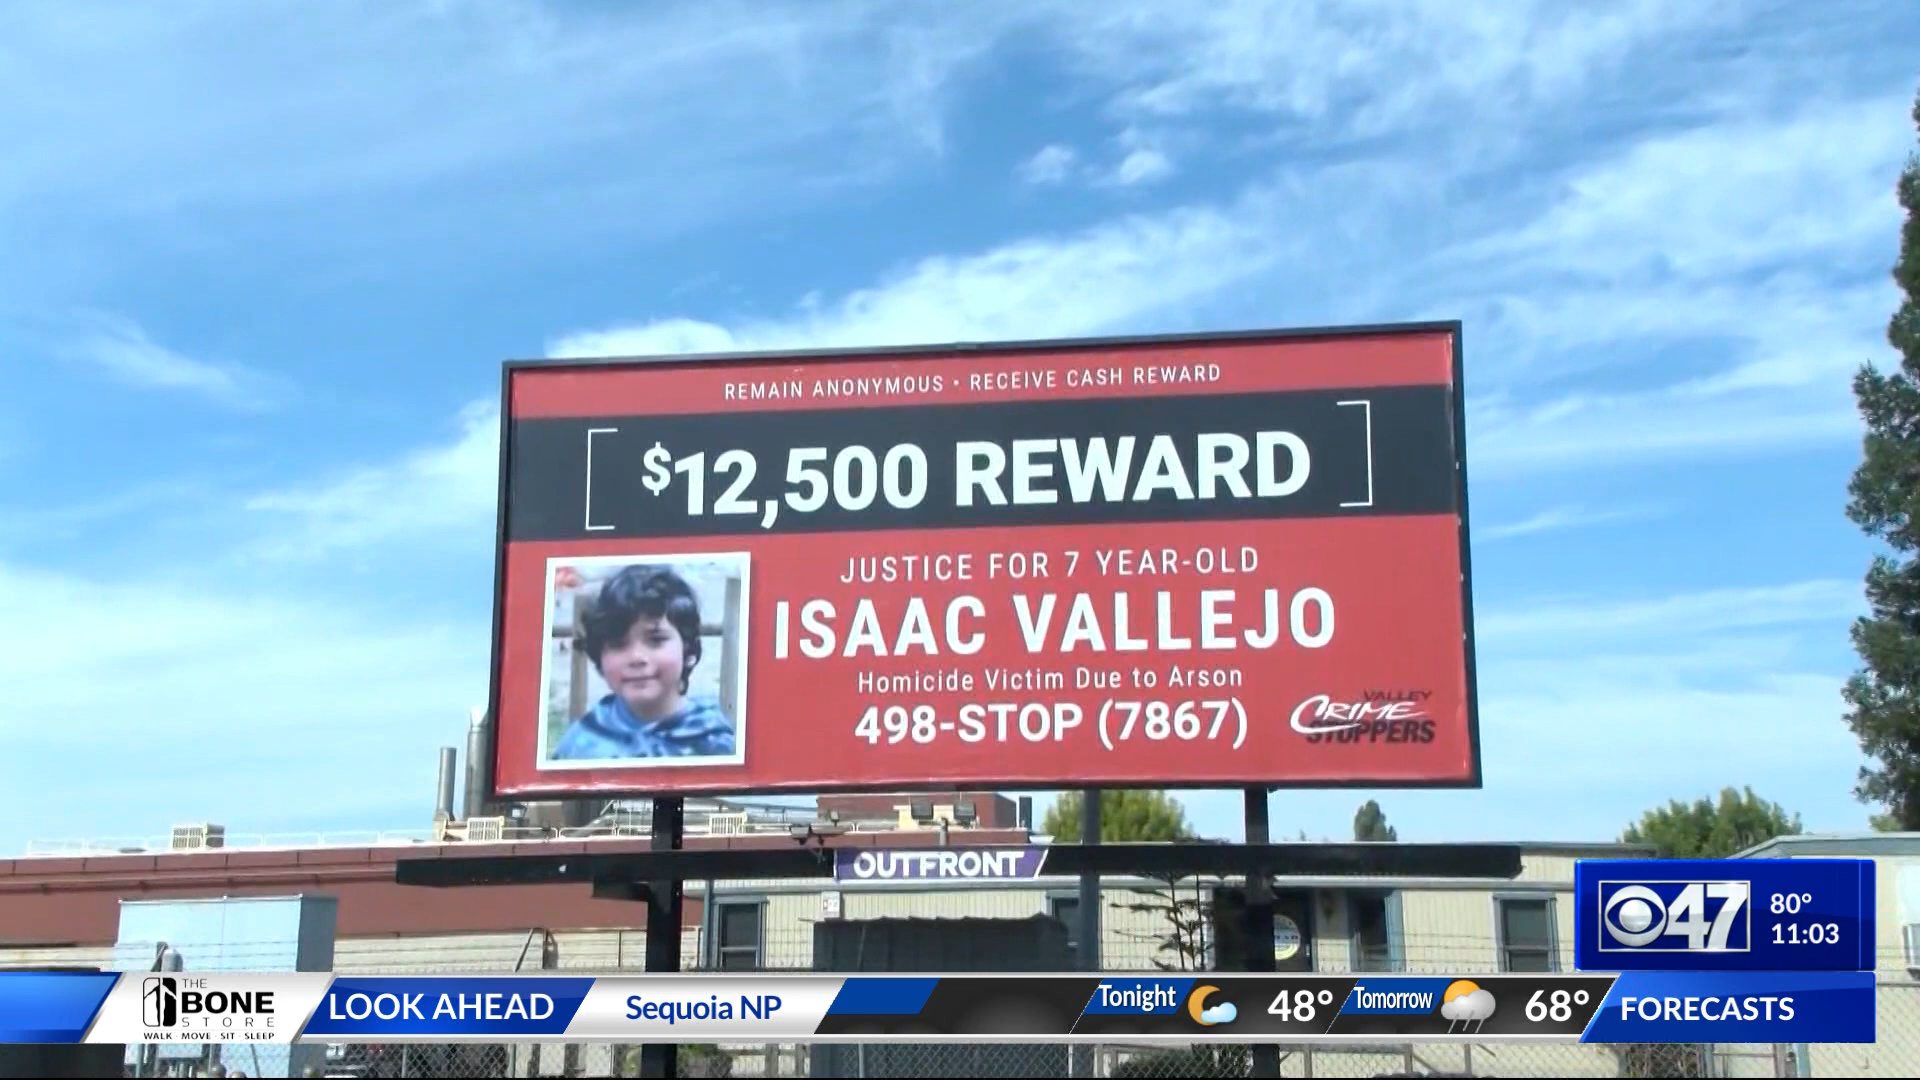 REMAIN ANONYMOUS • RECEIVE CASH REWARD
$12,500 REWARD
JUSTICE FOR 7 YEAR-OLD
ISAAC VALLEJO
Homicide Victim Due to Arson
498-STOP (7867)
VALLEY
CRIME
STOPPERS
OUTFRONT
47
80°
11:03
THE
BONE
STORE
WALK · MOVE · SIT · SLEEP
LOOK AHEAD
Sequoia NP
Tonight
48°
Tomorrow
68°
FORECASTS